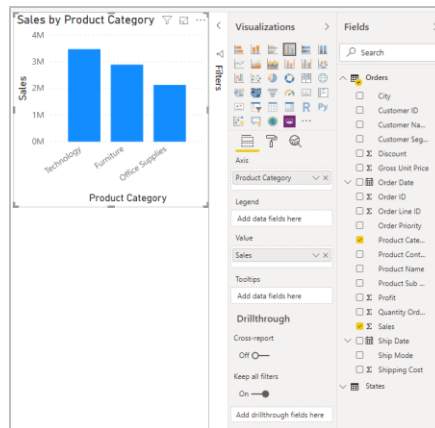 Sales by Product Category
4M
3M
2M
1M
0M
Sales
Technology
Furniture
Office Supplies
Product Category
Filters
Visualizations
R Py
Axis
Product Category
Legend
Add data fields here
Value
Sales
Tooltips
Add data fields here
Drillthrough
Cross-report
Off
Keep all filters
On
Add drillthrough fields here
Fields
Search
Orders
City
Customer ID
Customer Na...
Customer Seg...
Σ Discount
Σ Gross Unit Price
Order Date
Σ Order ID
Σ Order Line ID
Order Priority
Product Cate...
Product Cont...
Product Name
Product Sub ...
Σ Profit
Σ Quantity Ord...
Σ Sales
Ship Date
Ship Mode
Σ Shipping Cost
States